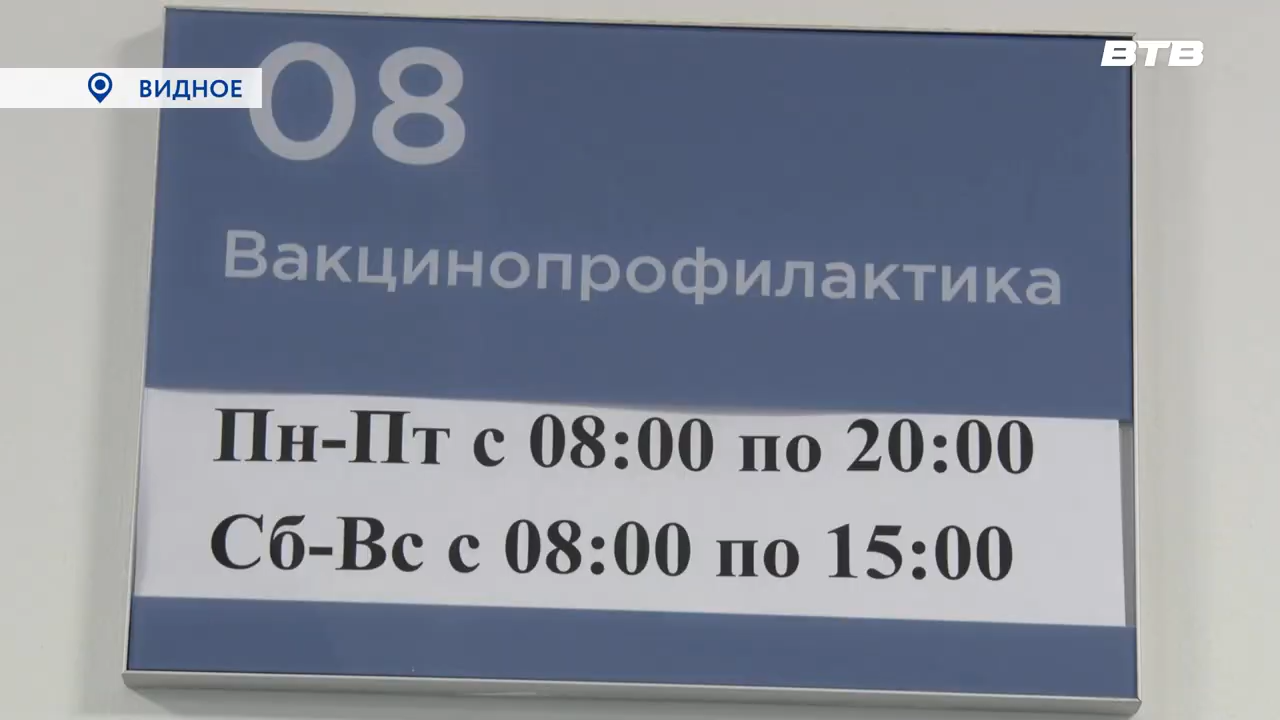 ВТВ
ВИДНОЕ
08
Вакцинопрофилактика
Пн-Пт с 08:00 по 20:00
Сб-Вс с 08:00 по 15:00